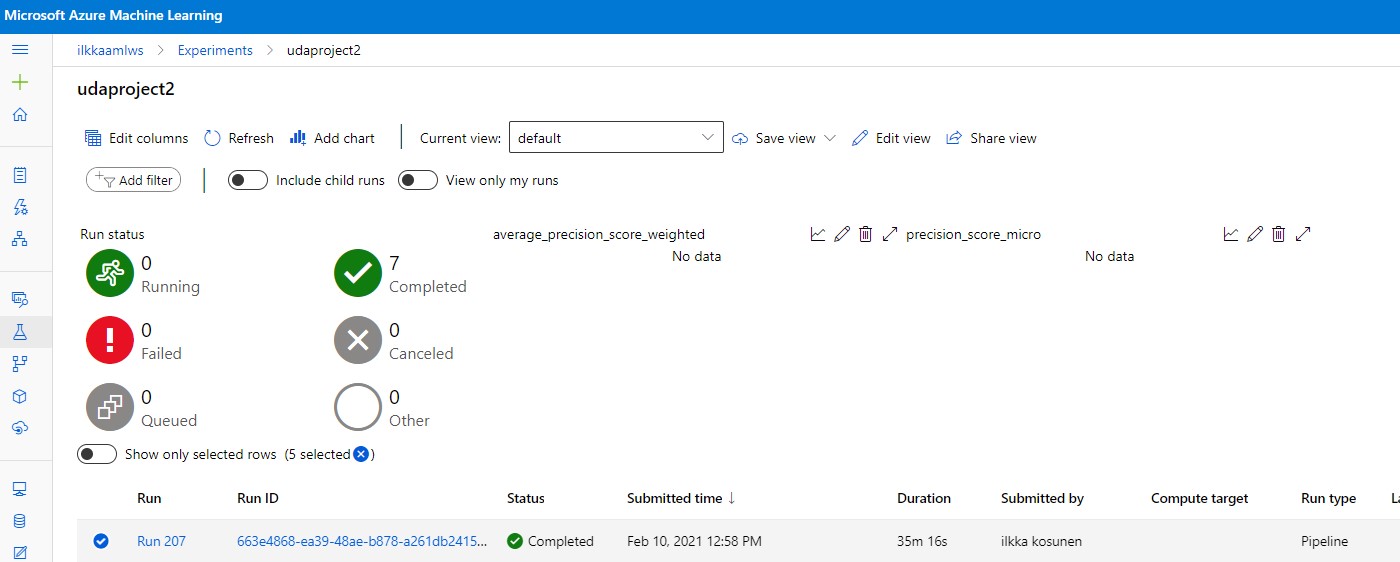 Microsoft Azure Machine Learning
ilkkaamlws > Experiments > udaproject2
udaproject2
Edit columns Refresh Add chart Current view: default Save view Edit view Share view
Add filter Include child runs View only my runs
Run status average_precision_score_weighted precision_score_micro
No data No data
0 Running 7 Completed
0 Failed 0 Canceled
0 Queued 0 Other
Show only selected rows (5 selected)
Run Run ID Status Submitted time ↓ Duration Submitted by Compute target Run type La
Run 207 663e4868-ea39-48ae-b878-a261db2415... Completed Feb 10, 2021 12:58 PM 35m 16s ilkka kosunen Pipeline